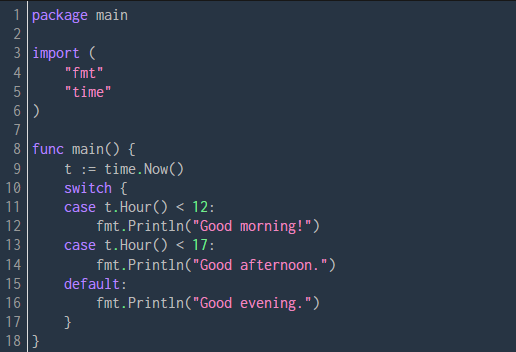 1 package main
2
3 import (
4     "fmt"
5     "time"
6 )
7
8 func main() {
9     t := time.Now()
10     switch {
11     case t.Hour() < 12:
12         fmt.Println("Good morning!")
13     case t.Hour() < 17:
14         fmt.Println("Good afternoon.")
15     default:
16         fmt.Println("Good evening.")
17     }
18 }